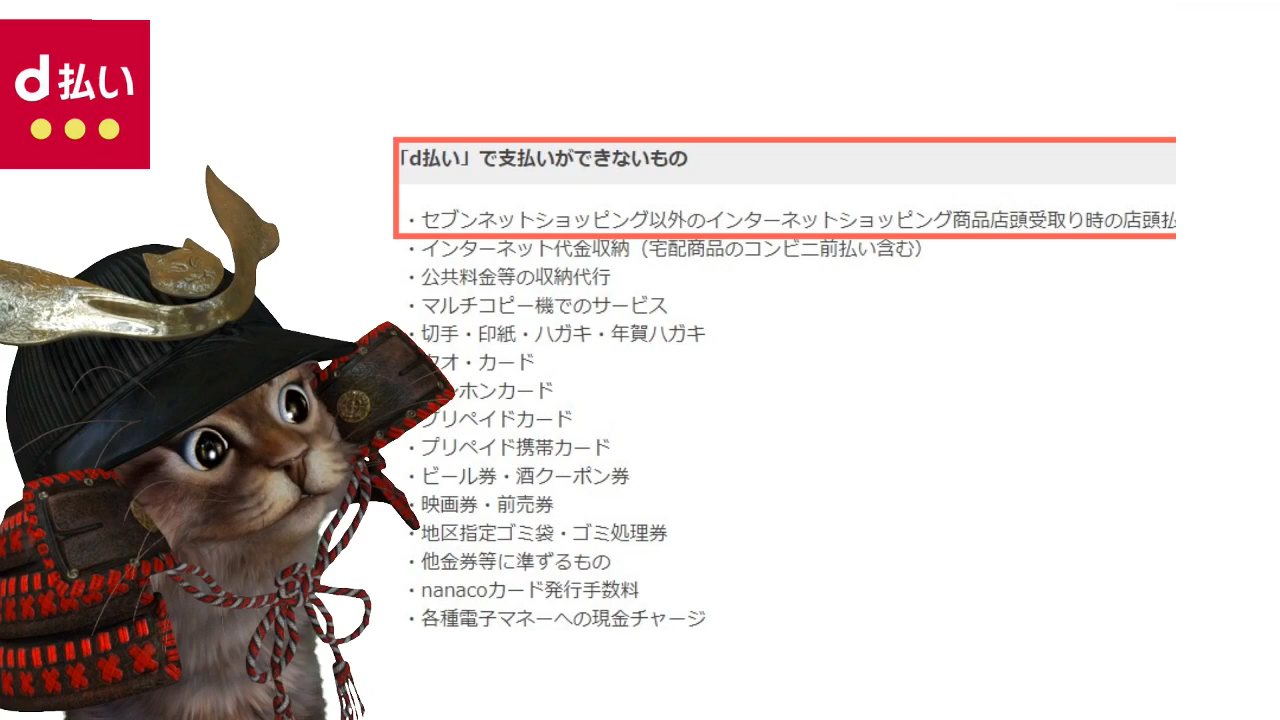 d払い
「d払い」で支払いができないもの
・セブンネットショッピング以外のインターネットショッピング商品店頭受取り時の店頭払
・インターネット代金収納（宅配商品のコンビニ前払い含む）
・公共料金等の収納代行
・マルチコピー機でのサービス
・切手・印紙・ハガキ・年賀ハガキ
オ・カード
ホンカード
・プリペイドカード
・プリペイド携帯カード
・ビール券・酒クーポン券
・映画券・前売券
・地区指定ゴミ袋・ゴミ処理券
・他金券等に準ずるもの
・nanacoカード発行手数料
・各種電子マネーへの現金チャージ